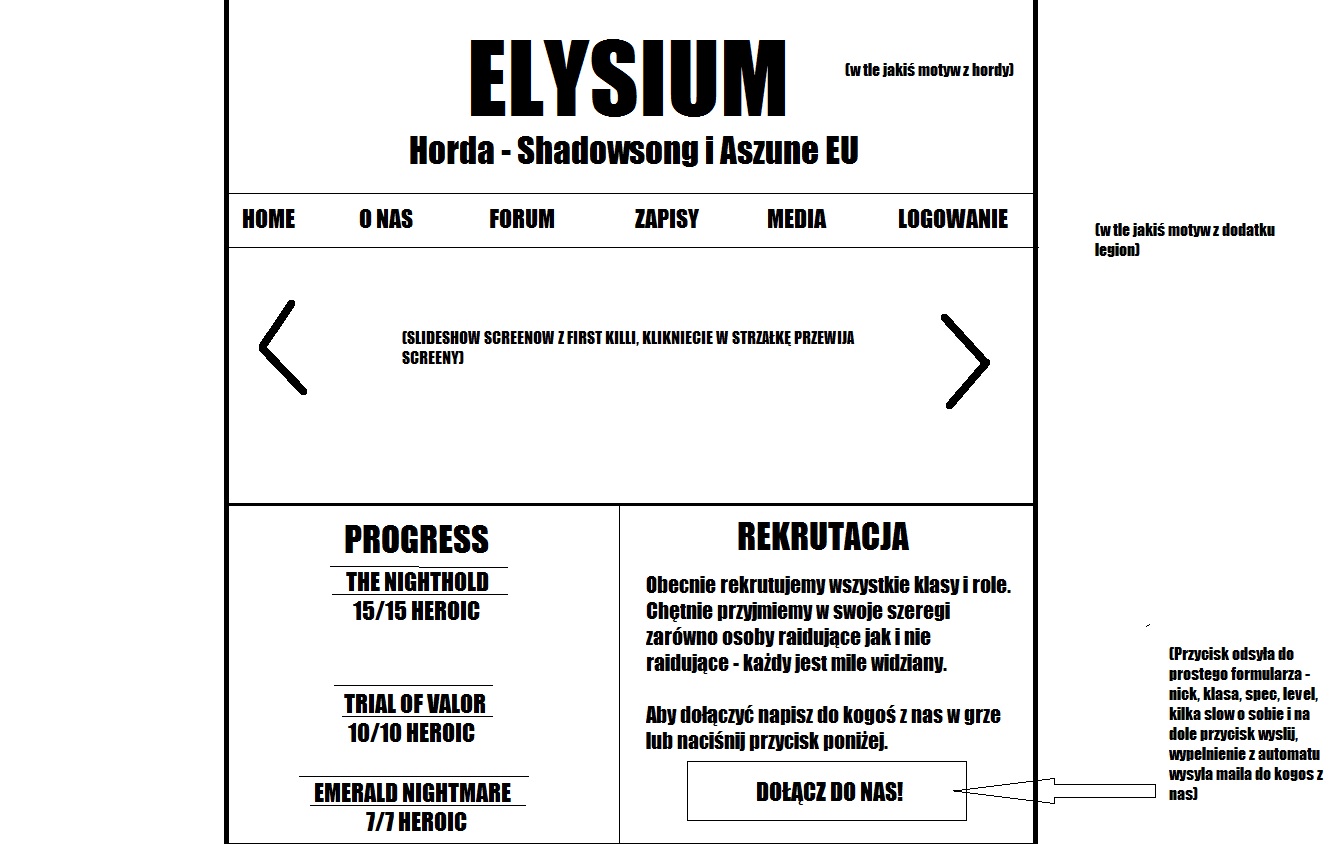 ELYSIUM
(w tle jakiś motyw z hordy)
Horda - Shadowsong i Aszune EU
HOME O NAS FORUM ZAPISY MEDIA LOGOWANIE
(w tle jakiś motyw z dodatku
legion)
(SLIDESHOW SCREENOW Z FIRST KILLI, KLIKNIECIE W STRZAŁKĘ PRZEWIJA
SCREENY)
PROGRESS
THE NIGHTHOLD
15/15 HEROIC
TRIAL OF VALOR
10/10 HEROIC
EMERALD NIGHTMARE
7/7 HEROIC
REKRUTACJA
Obecnie rekrutujemy wszystkie klasy i role.
Chętnie przyjmiemy w swoje szeregi
zarówno osoby raidujące jak i nie
raidujące - każdy jest mile widziany.
Aby dołączyć napisz do kogoś z nas w grze
lub naciśnij przycisk poniżej.
DOŁĄCZ DO NAS!
(Przycisk odsyła do
prostego formularza -
nick, klasa, spec, level,
kilka slow o sobie i na
dole przycisk wyslij,
wypelnienie z automatu
wysyla maila do kogos z
nas)